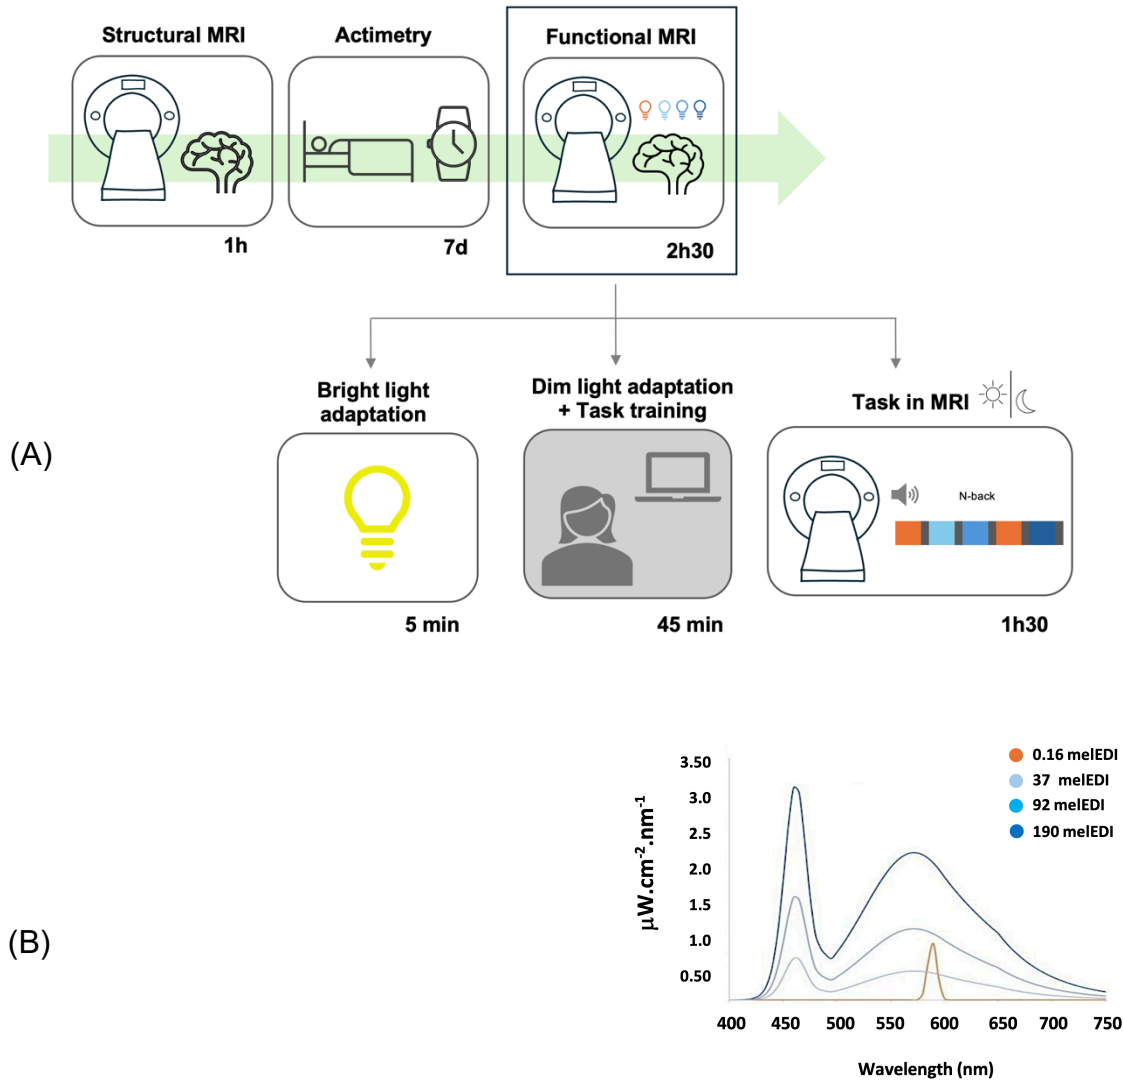 Structural MRI
Actimetry
Functional MRI
1h
7d
2h30
Bright light
adaptation
Dim light adaptation
+ Task training
Task in MRI
(A)
N-back
5 min
45 min
1h30
3.50
3.0
2.5
2.0
1.5
1.0
0.50
μW.cm-2.nm-1
0.16 melEDI
37 melEDI
92 melEDI
190 melEDI
(B)
400 450 500 550 600 650 700 750
Wavelength (nm)